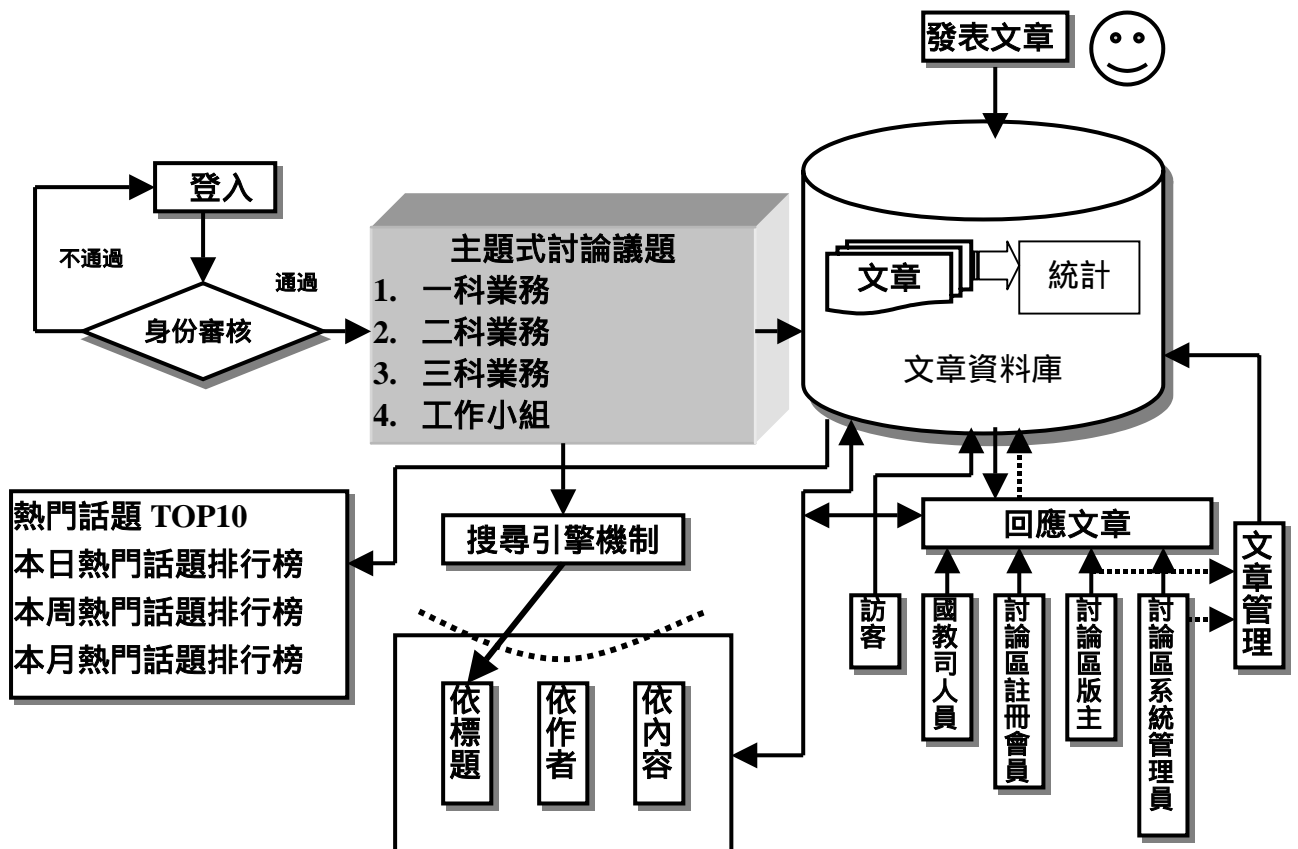 發表文章
登入
不通過
通過
身份審核
主題式討論議題
1. 一科業務
2. 二科業務
3. 三科業務
4. 工作小組
文章
統計
文章資料庫
熱門話題 TOP10
本日熱門話題排行榜
本周熱門話題排行榜
本月熱門話題排行榜
搜尋引擎機制
依標題
依作者
依內容
回應文章
訪客
國教司人員
討論區註冊會員
討論區版主
討論區系統管理員
文章管理